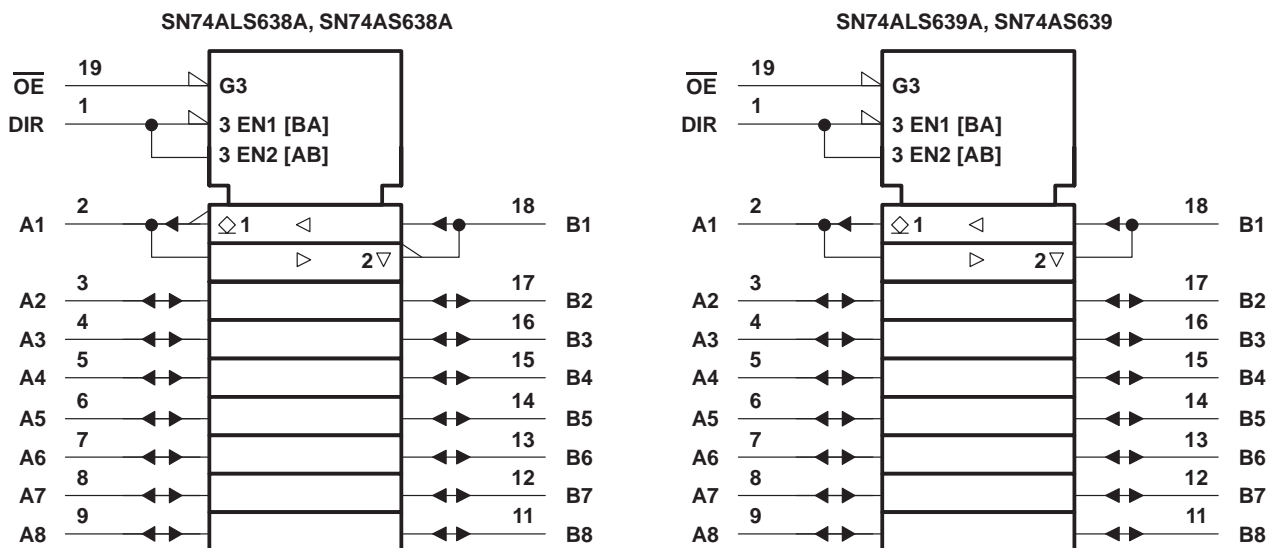 SN74ALS638A, SN74AS638A
OE 19 G3
DIR 1 3 EN1 [BA]
3 EN2 [AB]
A1 2 1 18 B1
2
A2 3 17 B2
A3 4 16 B3
A4 5 15 B4
A5 6 14 B5
A6 7 13 B6
A7 8 12 B7
A8 9 11 B8
SN74ALS639A, SN74AS639
OE 19 G3
DIR 1 3 EN1 [BA]
3 EN2 [AB]
A1 2 1 18 B1
2
A2 3 17 B2
A3 4 16 B3
A4 5 15 B4
A5 6 14 B5
A6 7 13 B6
A7 8 12 B7
A8 9 11 B8